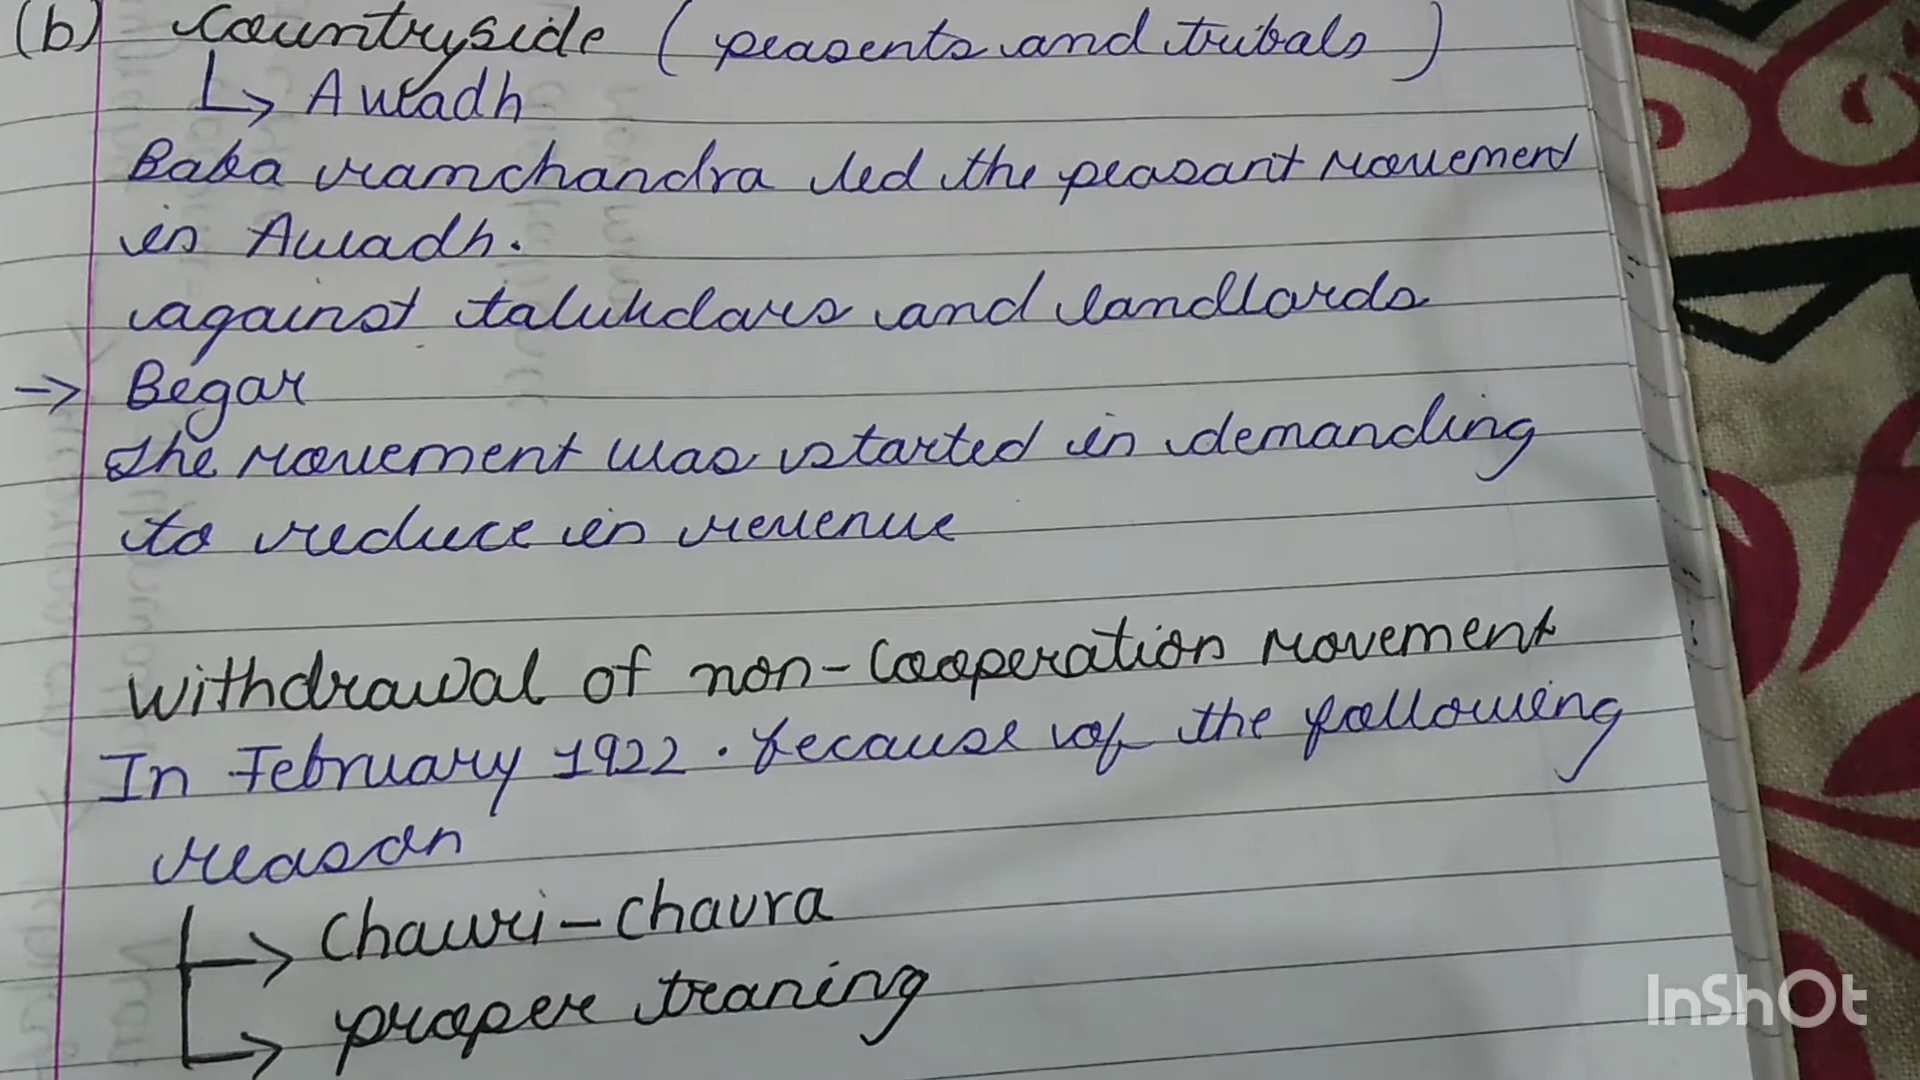 (b) Countryside (peasents and tribals)
↳ Awadh
Baba ramchandra led the peasant movement
in Awadh.
against talukdars and landlords
→ Begar
The movement was started in demanding
to reduce in revenue
Withdrawal of non-Cooperation movement
In February 1922. because of the following
reason
→ Chauri-Chaura
→ proper traning
InShOt